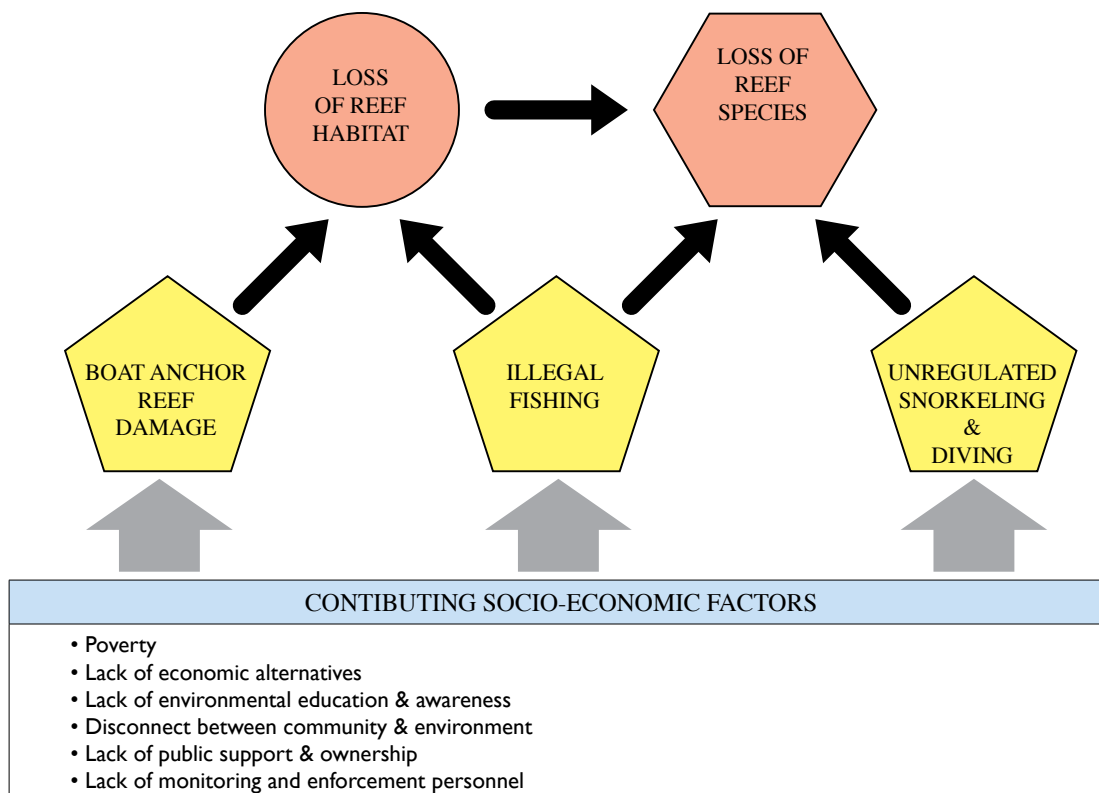 LOSS
OF REEF
HABITAT
LOSS OF
REEF
SPECIES
BOAT ANCHOR
REEF
DAMAGE
ILLEGAL
FISHING
UNREGULATED
SNORKELING
&
DIVING
CONTIBUTING SOCIO-ECONOMIC FACTORS
• Poverty
• Lack of economic alternatives
• Lack of environmental education & awareness
• Disconnect between community & environment
• Lack of public support & ownership
• Lack of monitoring and enforcement personnel